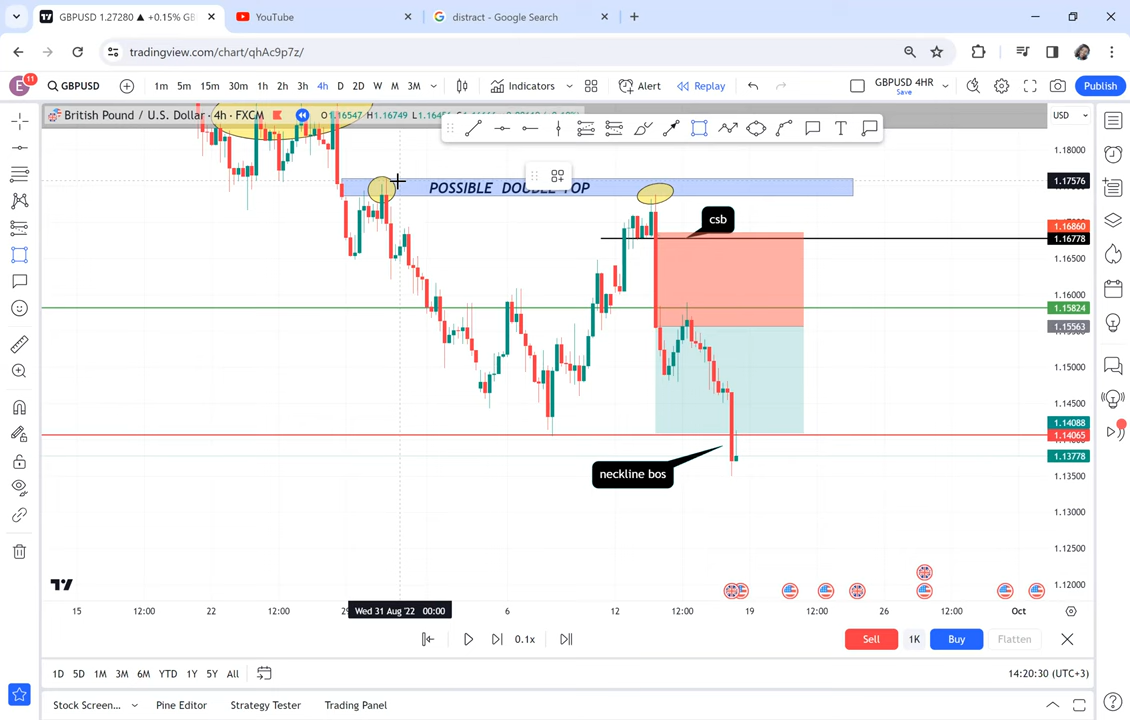 GBPUSD 1.27280 ▲ +0.15% GB
YouTube
distract - Google Search
tradingview.com/chart/qhAc9p7z/
E
11
GBPUSD
1m 5m 15m 30m 1h 2h 3h 4h D 2D W M 3M
Indicators
Alert
Replay
GBPUSD 4HR
Save
Publish
British Pound / U.S. Dollar · 4h · FXCM
O1.16547 H1.16749
USD
1.18000
1.17576
POSSIBLE DOUBLE TOP
csb
1.16860
1.16778
1.16500
1.16000
1.15824
1.15563
1.15000
1.14500
1.14088
1.14065
1.13778
neckline bos
1.13500
1.13000
1.12500
1.12000
15 12:00 22 12:00 Wed 31 Aug '22 00:00 6 12 12:00 19 12:00 26 12:00 Oct
0.1x
Sell 1K Buy Flatten
1D 5D 1M 3M 6M YTD 1Y 5Y All
14:20:30 (UTC+3)
Stock Screen... Pine Editor Strategy Tester Trading Panel